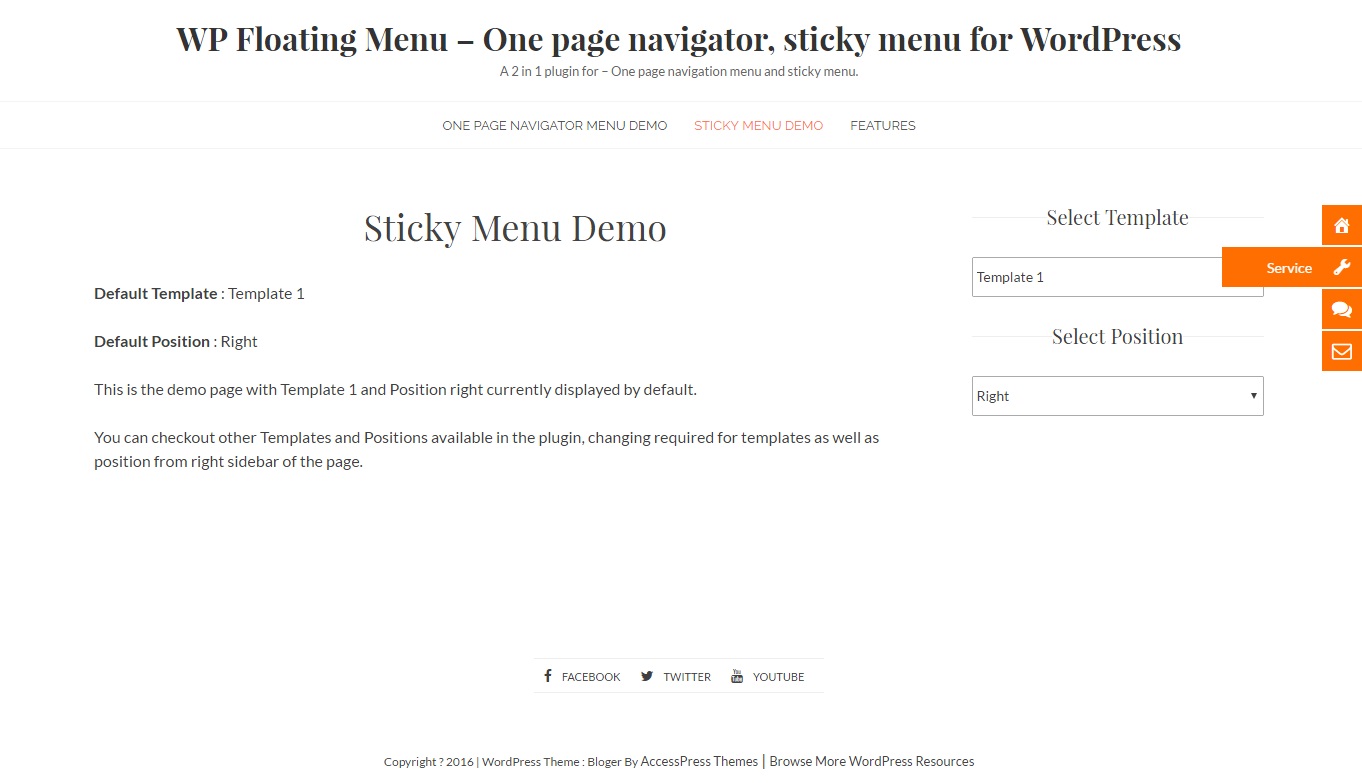 WP Floating Menu – One page navigator, sticky menu for WordPress
A 2 in 1 plugin for – One page navigation menu and sticky menu.
ONE PAGE NAVIGATOR MENU DEMO
STICKY MENU DEMO
FEATURES
Sticky Menu Demo
Default Template : Template 1
Default Position : Right
This is the demo page with Template 1 and Position right currently displayed by default.
You can checkout other Templates and Positions available in the plugin, changing required for templates as well as
position from right sidebar of the page.
Select Template
Template 1
Service
Select Position
Right
FACEBOOK
TWITTER
You Tube YOUTUBE
Copyright ? 2016 | WordPress Theme : Bloger By AccessPress Themes | Browse More WordPress Resources